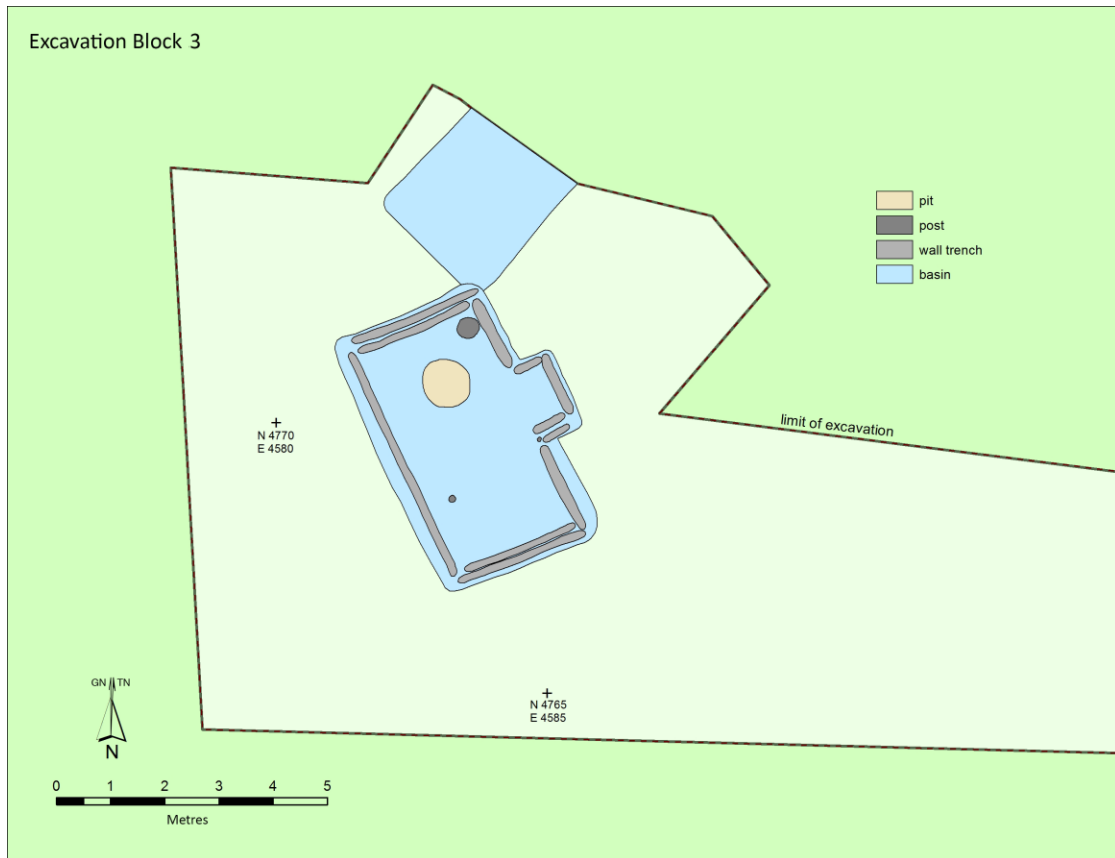 Excavation Block 3
pit
post
wall trench
basin
limit of excavation
N 4770
E 4580
N 4765
E 4585
GN TN
N
0 1 2 3 4 5
Metres